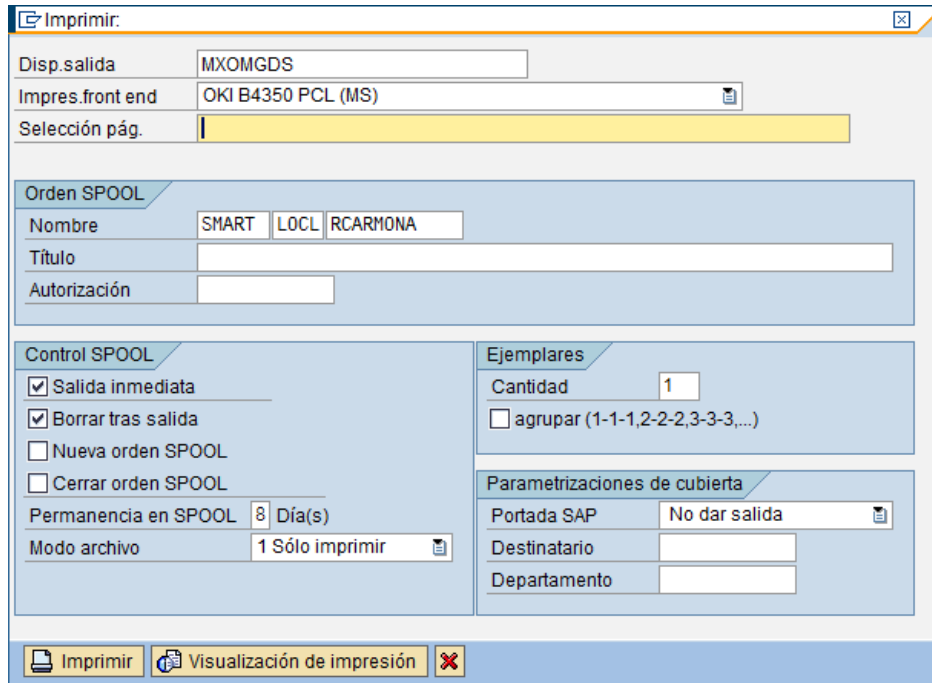 Imprimir:
Disp.salida MXOMGDS
Impres.front end OKI B4350 PCL (MS)
Selección pág.
Orden SPOOL
Nombre SMART LOCL RCARMONA
Título
Autorización
Control SPOOL
Salida inmediata
Borrar tras salida
Nueva orden SPOOL
Cerrar orden SPOOL
Permanencia en SPOOL 8 Día(s)
Modo archivo 1 Sólo imprimir
Ejemplares
Cantidad 1
agrupar (1-1-1,2-2-2,3-3-3,...)
Parametrizaciones de cubierta
Portada SAP No dar salida
Destinatario
Departamento
Imprimir Visualización de impresión